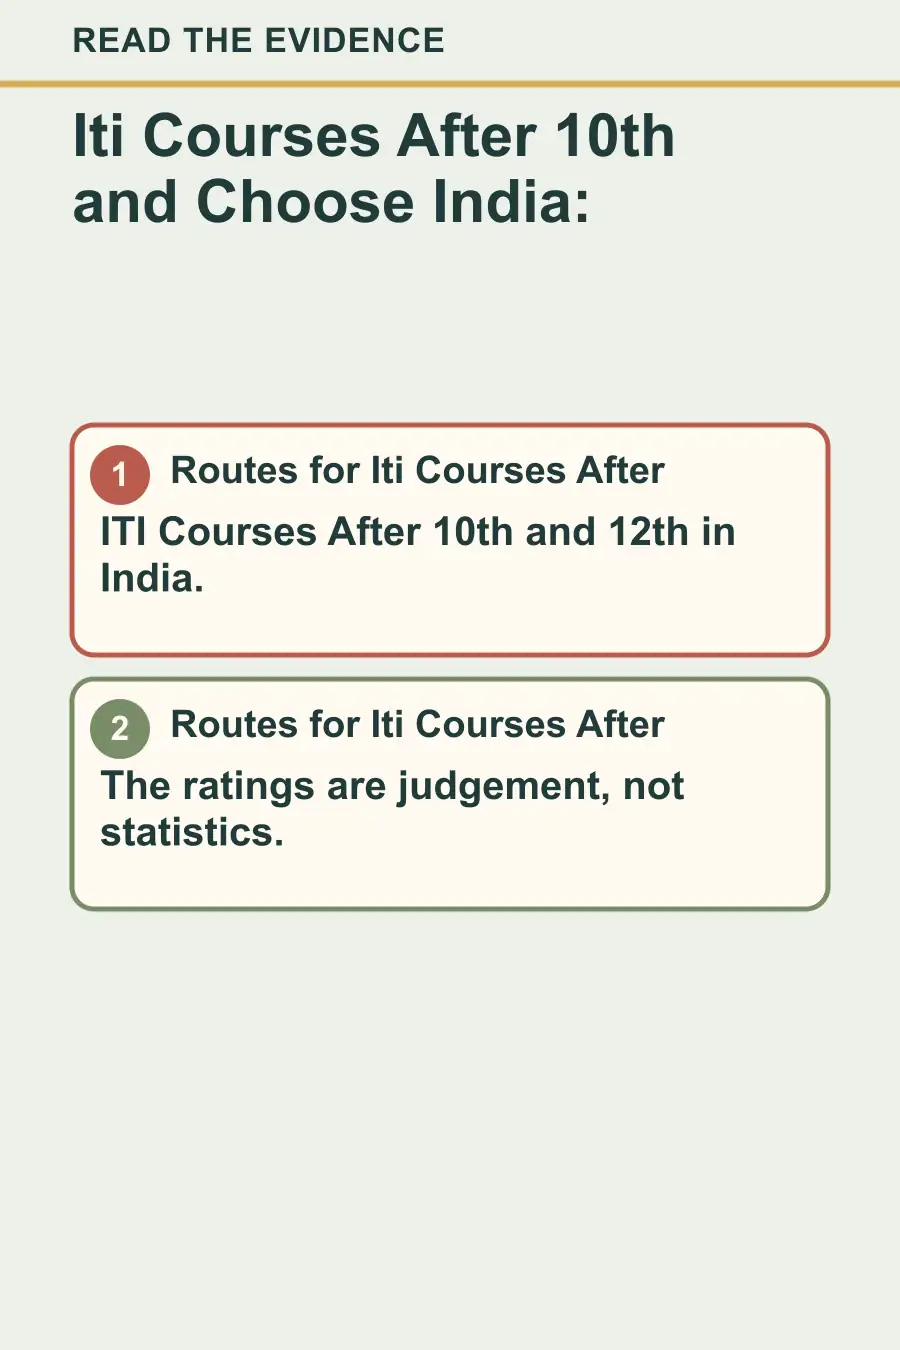 READ THE EVIDENCE
Iti Courses After 10th
and Choose India:
1 Routes for Iti Courses After
ITI Courses After 10th and 12th in
India.
2 Routes for Iti Courses After
The ratings are judgement, not
statistics.